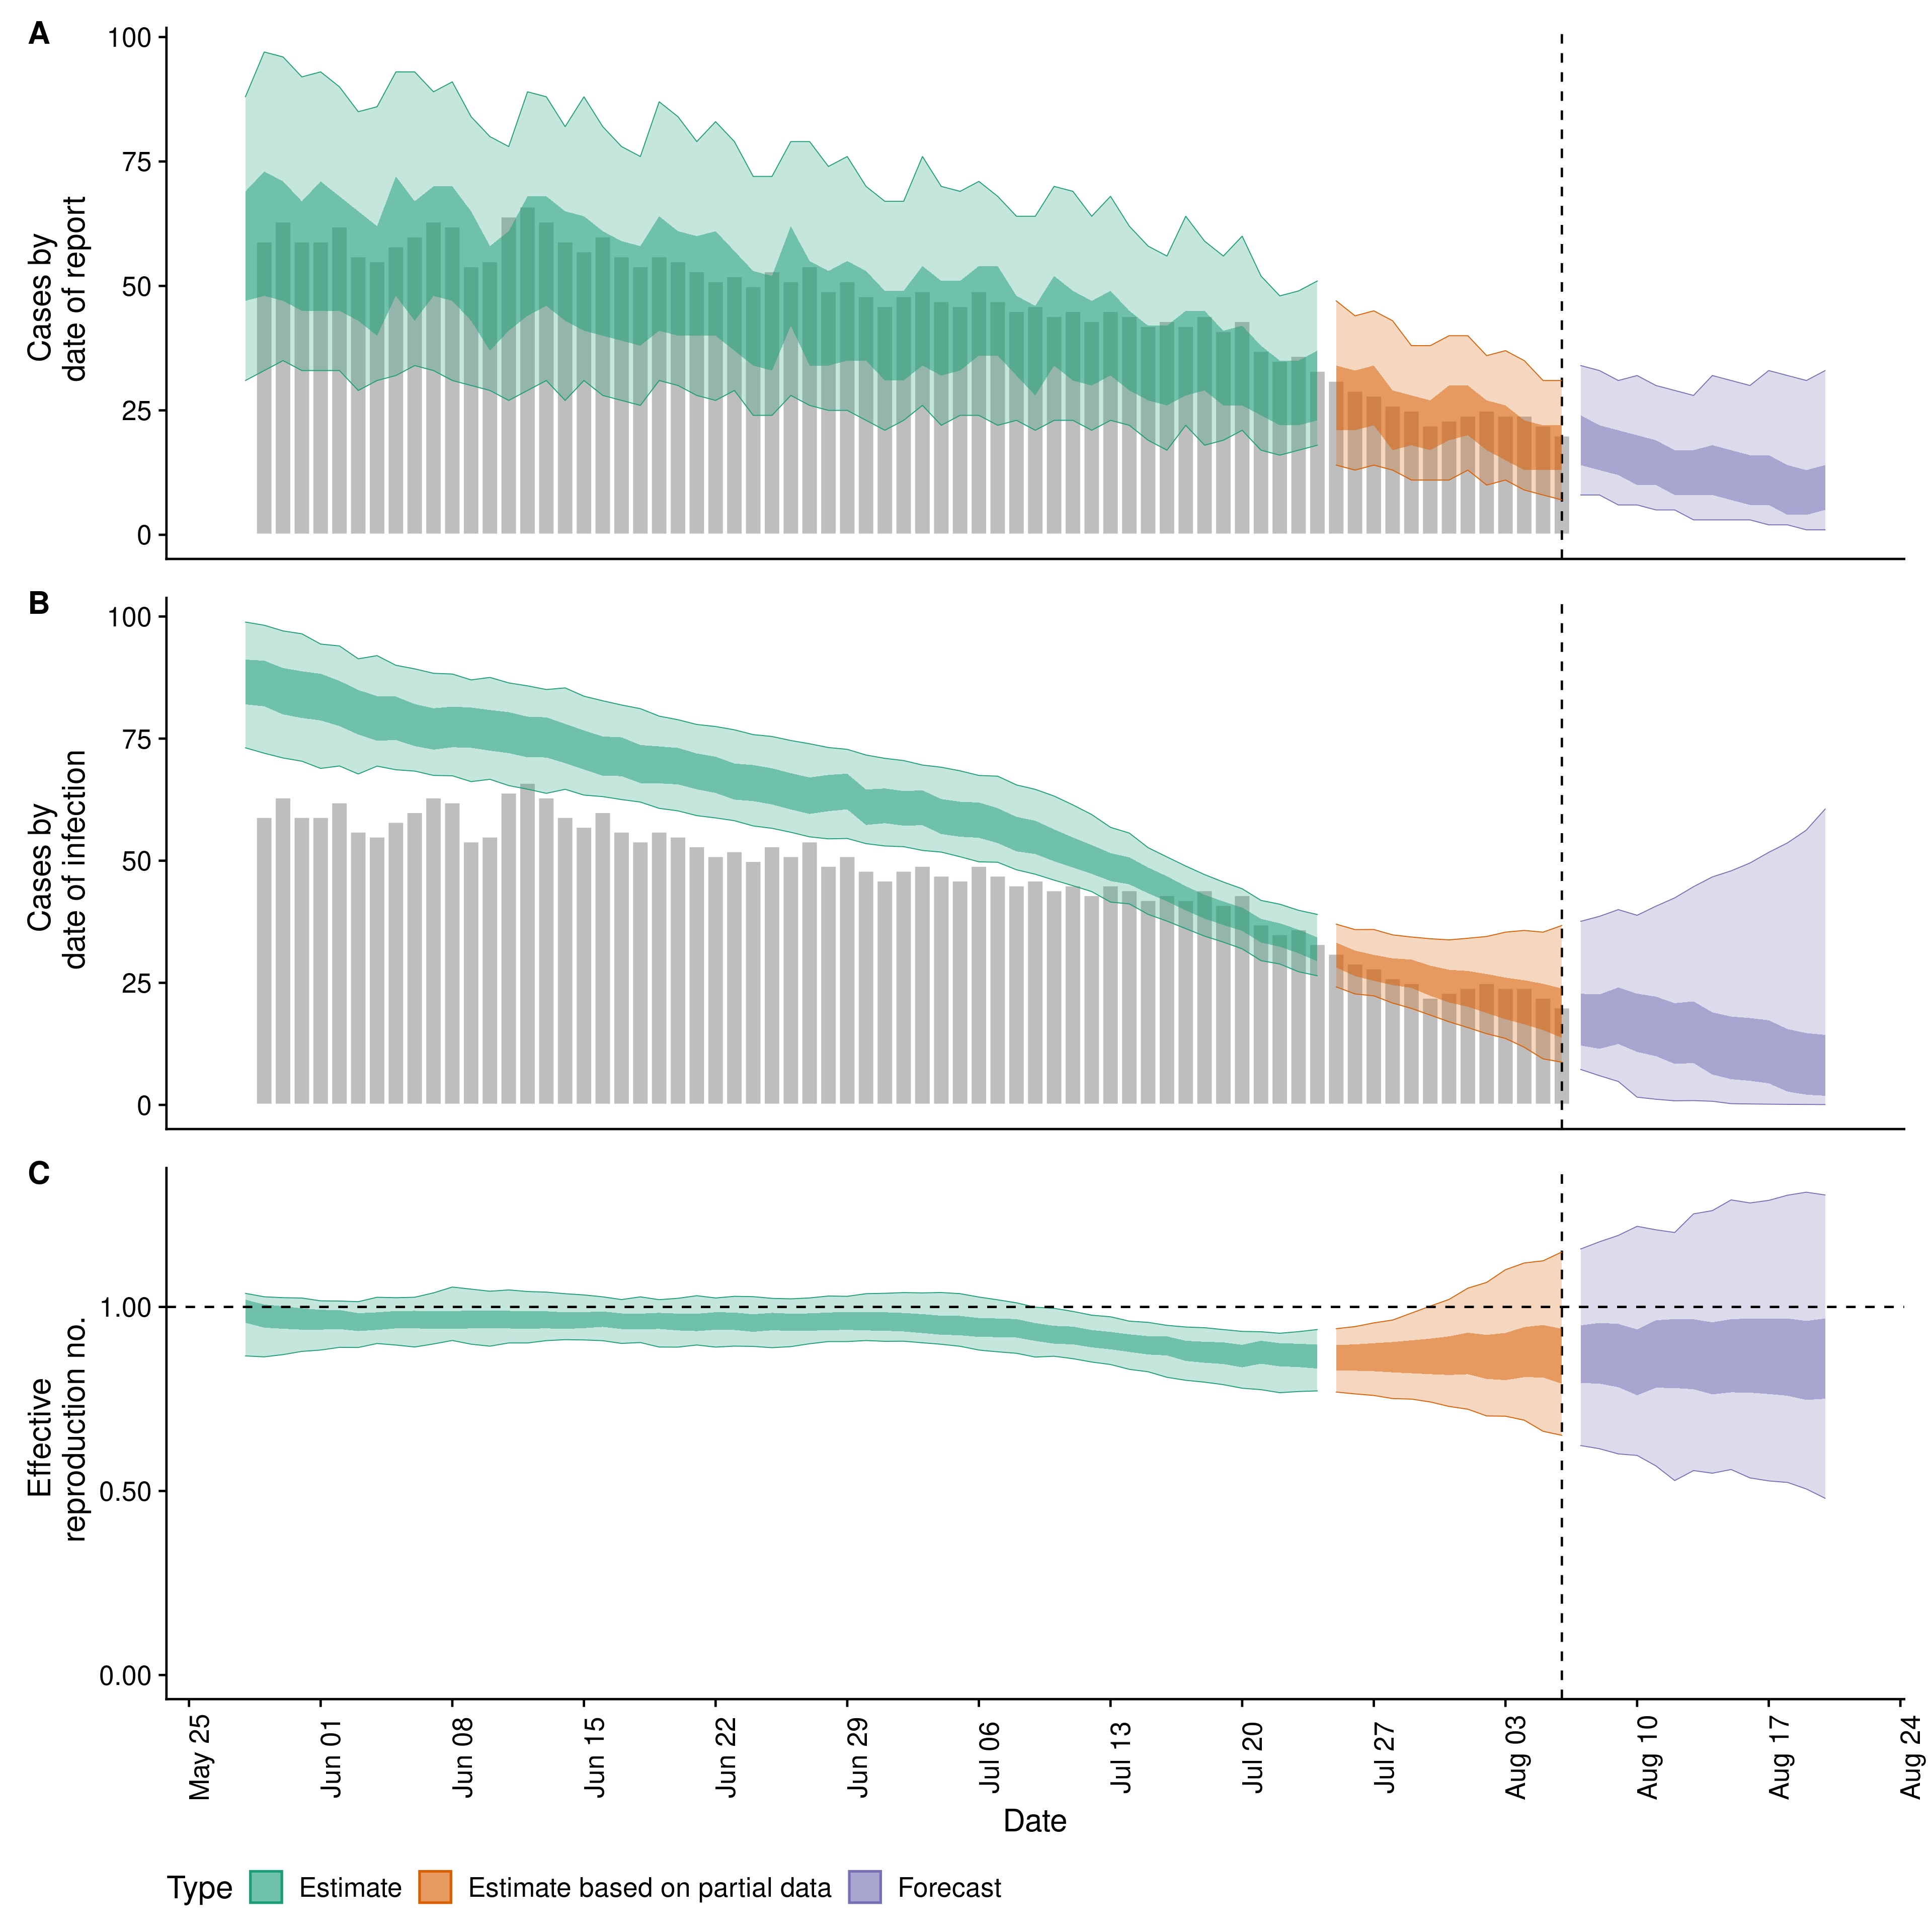 A
100
75
50
25
0
Cases by
date of report
B
100
75
50
25
0
Cases by
date of infection
C
1.00
0.50
0.00
Effective
reproduction no.
May 25
Jun 01
Jun 08
Jun 15
Jun 22
Jun 29
Jul 06
Jul 13
Jul 20
Jul 27
Aug 03
Aug 10
Aug 17
Aug 24
Date
Type Estimate Estimate based on partial data Forecast